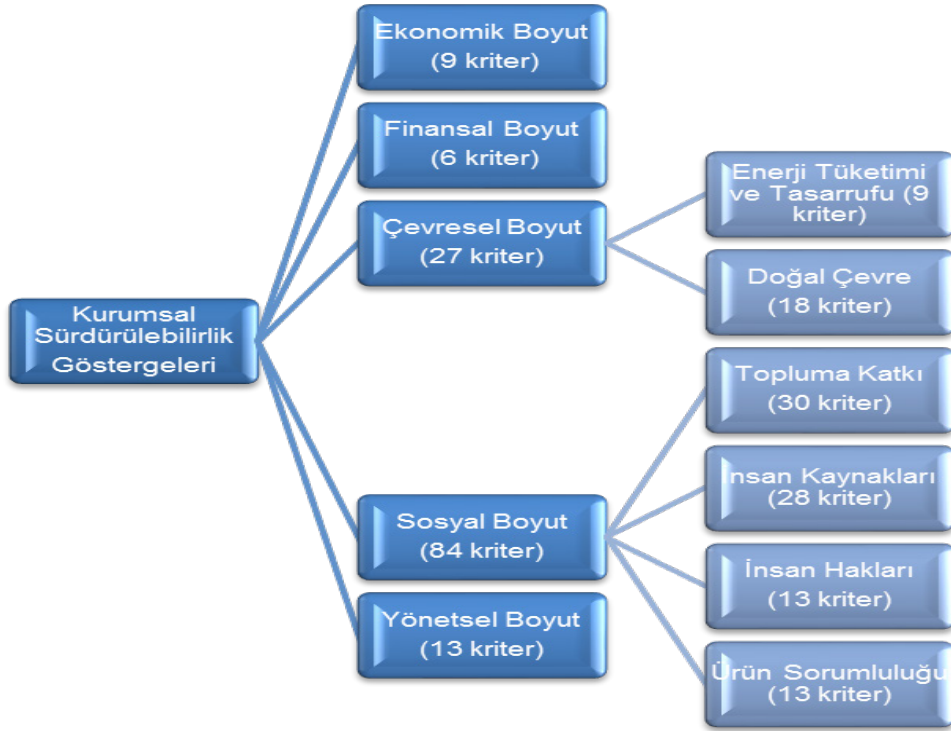 Kurumsal
Sürdürülebilirlik
Göstergeleri
Ekonomik Boyut
(9 kriter)
Finansal Boyut
(6 kriter)
Çevresel Boyut
(27 kriter)
Enerji Tüketimi
ve Tasarrufu (9
kriter)
Doğal Çevre
(18 kriter)
Sosyal Boyut
(84 kriter)
Topluma Katkı
(30 kriter)
İnsan Kaynakları
(28 kriter)
İnsan Hakları
(13 kriter)
Ürün Sorumluluğu
(13 kriter)
Yönetsel Boyut
(13 kriter)